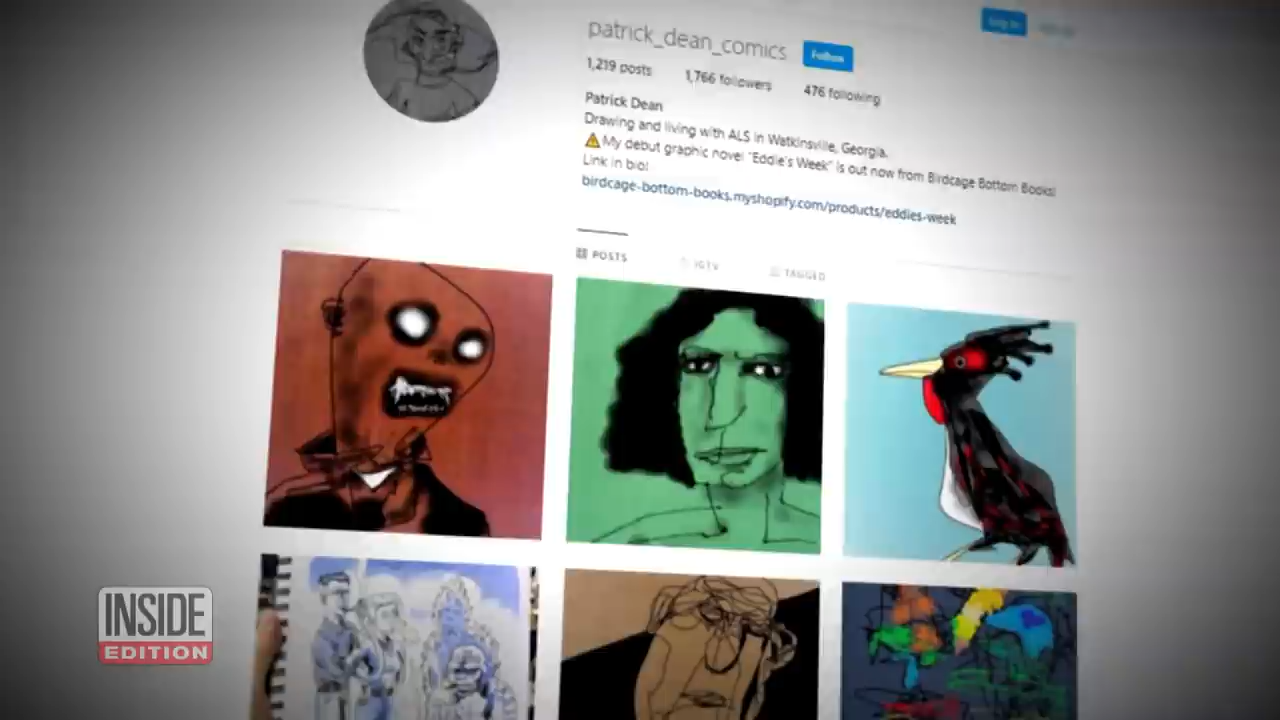 patrick_dean_comics Follow
Log In
1,219 posts 1,766 followers 476 following
Patrick Dean
Drawing and living with ALS in Watkinsville, Georgia.
⚠My debut graphic novel "Eddie's Week" is out now from Birdcage Bottom Books!
Link in bio!
birdcage-bottom-books.myshopify.com/products/eddies-week
POSTS IGTV TAGGED
INSIDE
EDITION